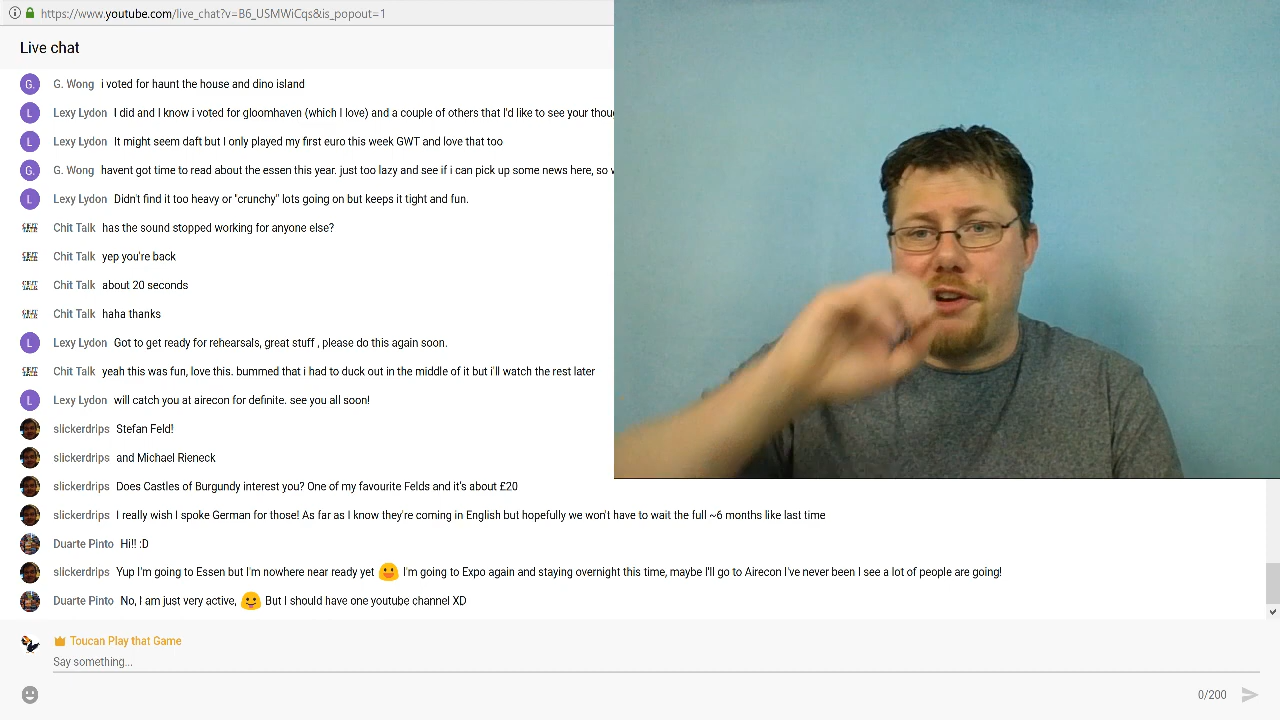 https://www.youtube.com/live_chat?v=B6_USMWiCqs&is_popout=1
Live chat
G. G. Wong i voted for haunt the house and dino island
L Lexy Lydon I did and I know i voted for gloomhaven (which I love) and a couple of others that I'd like to see your
L Lexy Lydon It might seem daft but I only played my first euro this week GWT and love that too
G. G. Wong havent got time to read about the essen this year. just too lazy and see if i can pick up some news here, so
L Lexy Lydon Didn't find it too heavy or "crunchy" lots going on but keeps it tight and fun.
Chit Talk has the sound stopped working for anyone else?
Chit Talk yep you're back
Chit Talk about 20 seconds
Chit Talk haha thanks
L Lexy Lydon Got to get ready for rehearsals, great stuff , please do this again soon.
Chit Talk yeah this was fun, love this. bummed that i had to duck out in the middle of it but i'll watch the rest later
L Lexy Lydon will catch you at airecon for definite. see you all soon!
slickerdrips Stefan Feld!
slickerdrips and Michael Rieneck
slickerdrips Does Castles of Burgundy interest you? One of my favourite Felds and it's about £20
slickerdrips I really wish I spoke German for those! As far as I know they're coming in English but hopefully we won't have to wait the full ~6 months like last time
Duarte Pinto Hi!! :D
slickerdrips Yup I'm going to Essen but I'm nowhere near ready yet 😀 I'm going to Expo again and staying overnight this time, maybe I'll go to Airecon I've never been I see a lot of people are going!
Duarte Pinto No, I am just very active, 😀 But I should have one youtube channel XD
Toucan Play that Game
Say something...
0/200